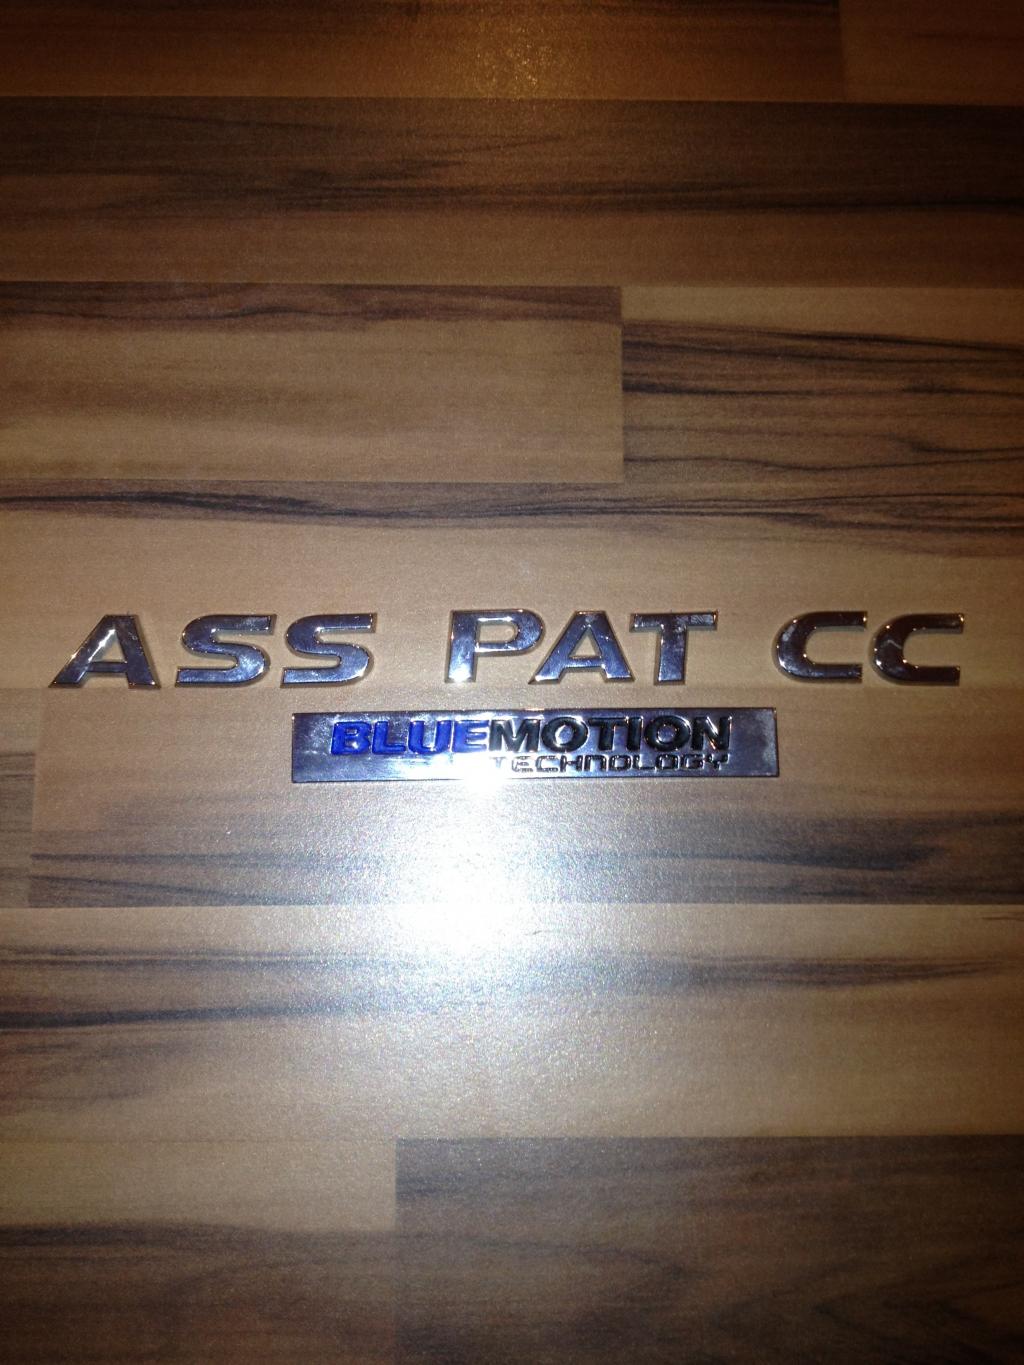 ASS PAT CC
BLUEMOTION
TECHNOLOGY